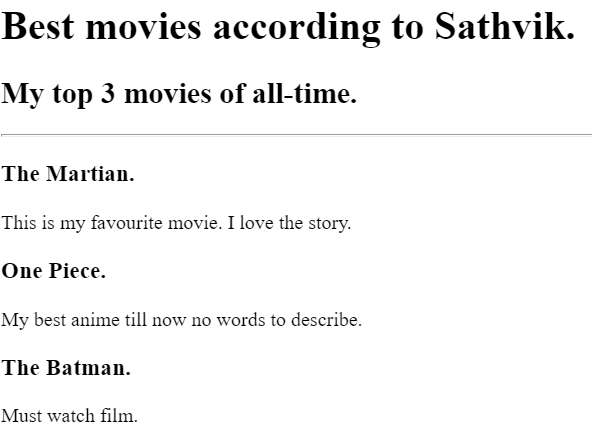 Best movies according to Sathvik.
My top 3 movies of all-time.
The Martian.
This is my favourite movie. I love the story.
One Piece.
My best anime till now no words to describe.
The Batman.
Must watch film.